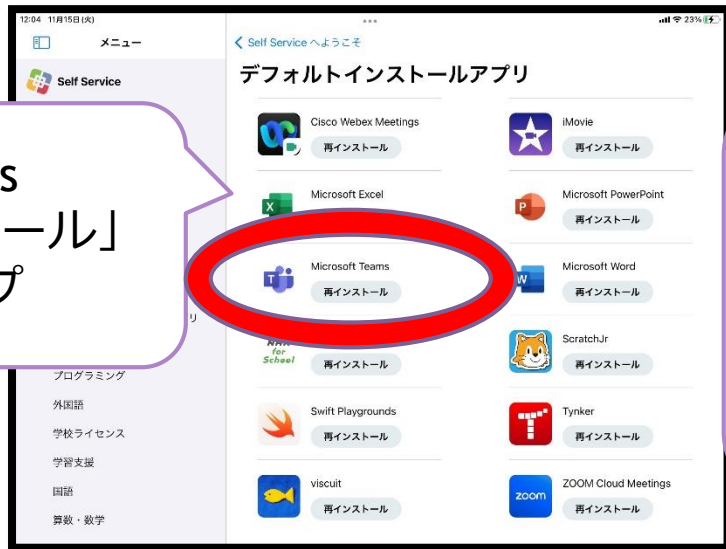 12:04 11月15日(火)
23%
メニュー
Self Service へようこそ
Self Service
デフォルトインストールアプリ
Cisco Webex Meetings
再インストール
iMovie
再インストール
Microsoft Excel
Microsoft PowerPoint
再インストール
s
ール」
プ
Microsoft Teams
再インストール
Microsoft Word
再インストール
リ
for
School
再インストール
ScratchJr
再インストール
プログラミング
外国語
学校ライセンス
学習支援
国語
算数・数学
Swift Playgrounds
再インストール
Tynker
再インストール
viscuit
再インストール
zoom
ZOOM Cloud Meetings
再インストール